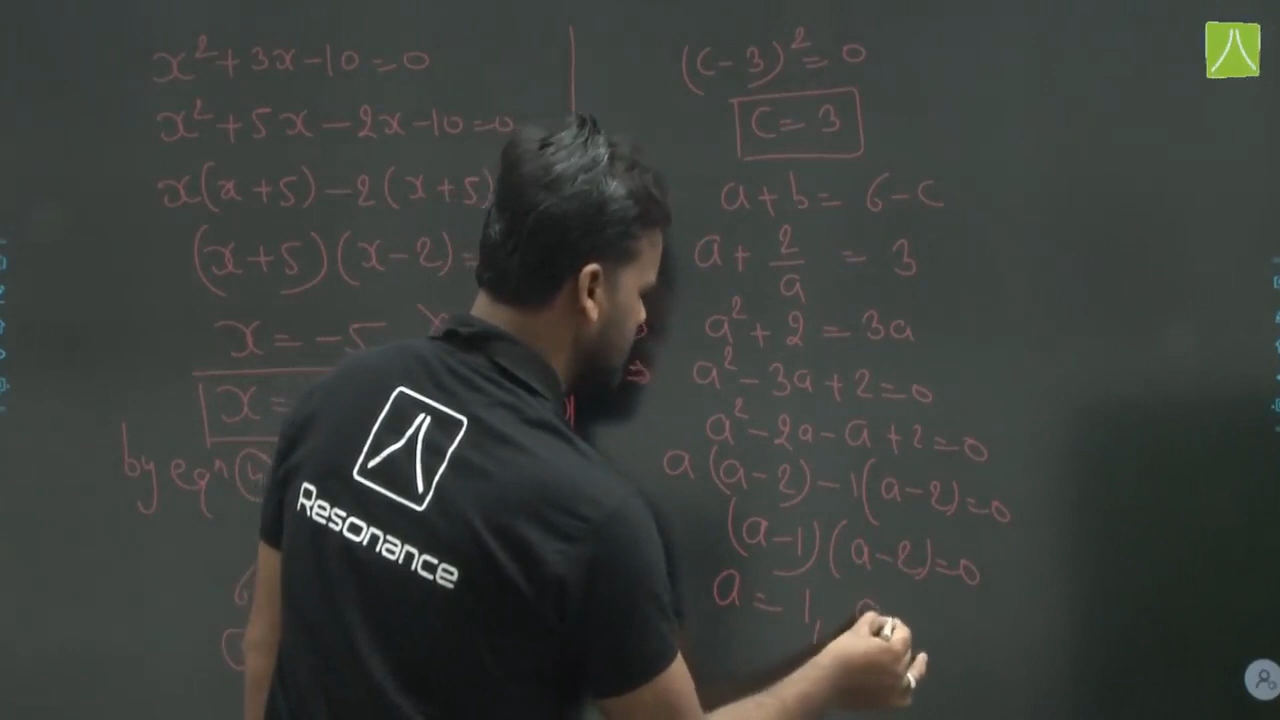 x²+3x-10=0
x²+5x-2x-10=0
x(x+5)-2(x+5)
(x+5)(x-2)=
x=-5
x=
by eqⁿ
(c-3)²=0
c=3
a+b=6-c
a+2/a=3
a²+2=3a
⇒ a²-3a+2=0
a²-2a-a+2=0
a(a-2)-1(a-2)=0
(a-1)(a-2)=0
a=1,
Resonance